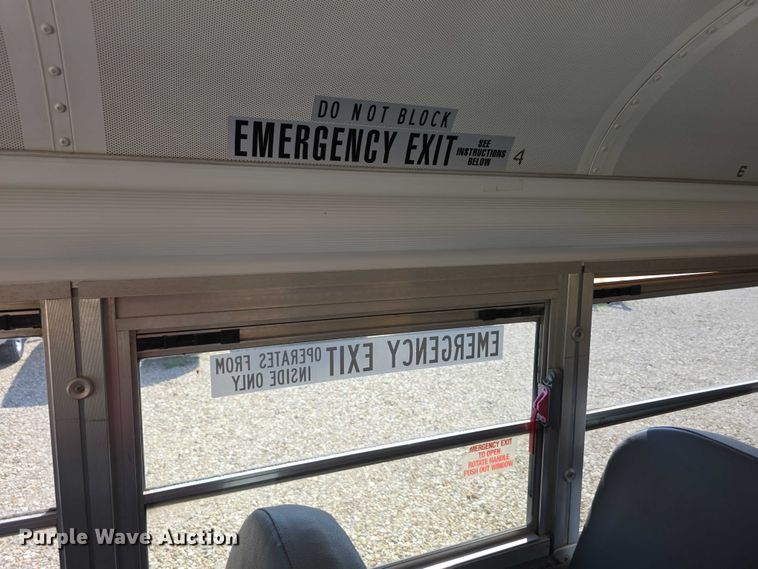 DO NOT BLOCK
EMERGENCY EXIT SEE
INSTRUCTIONS
BELOW
4
6
EMERGENCY EXIT OPERATES FROM
INSIDE ONLY
EMERGENCY EXIT
TO OPEN
ROTATE HANDLE
PUSH OUT WINDOW
Purple Wave Auction